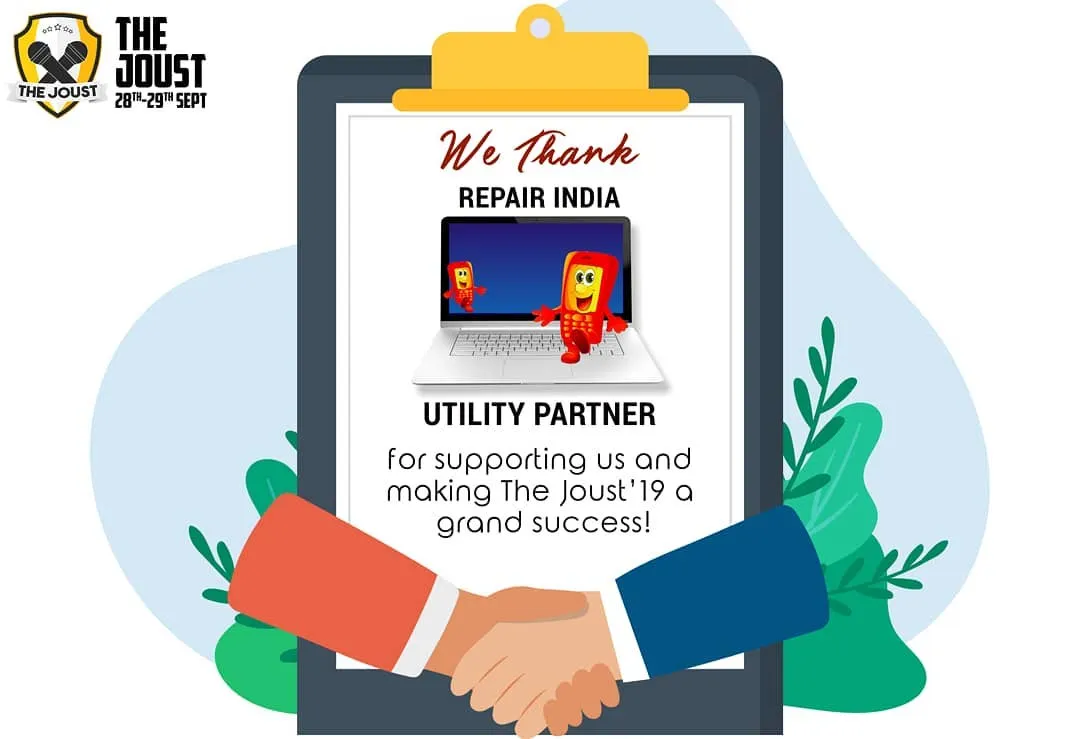 THE JOUST
THE
JOUST
28TH-29TH SEPT
We Thank
REPAIR INDIA
UTILITY PARTNER
for supporting us and
making The Joust'19 a
grand success!